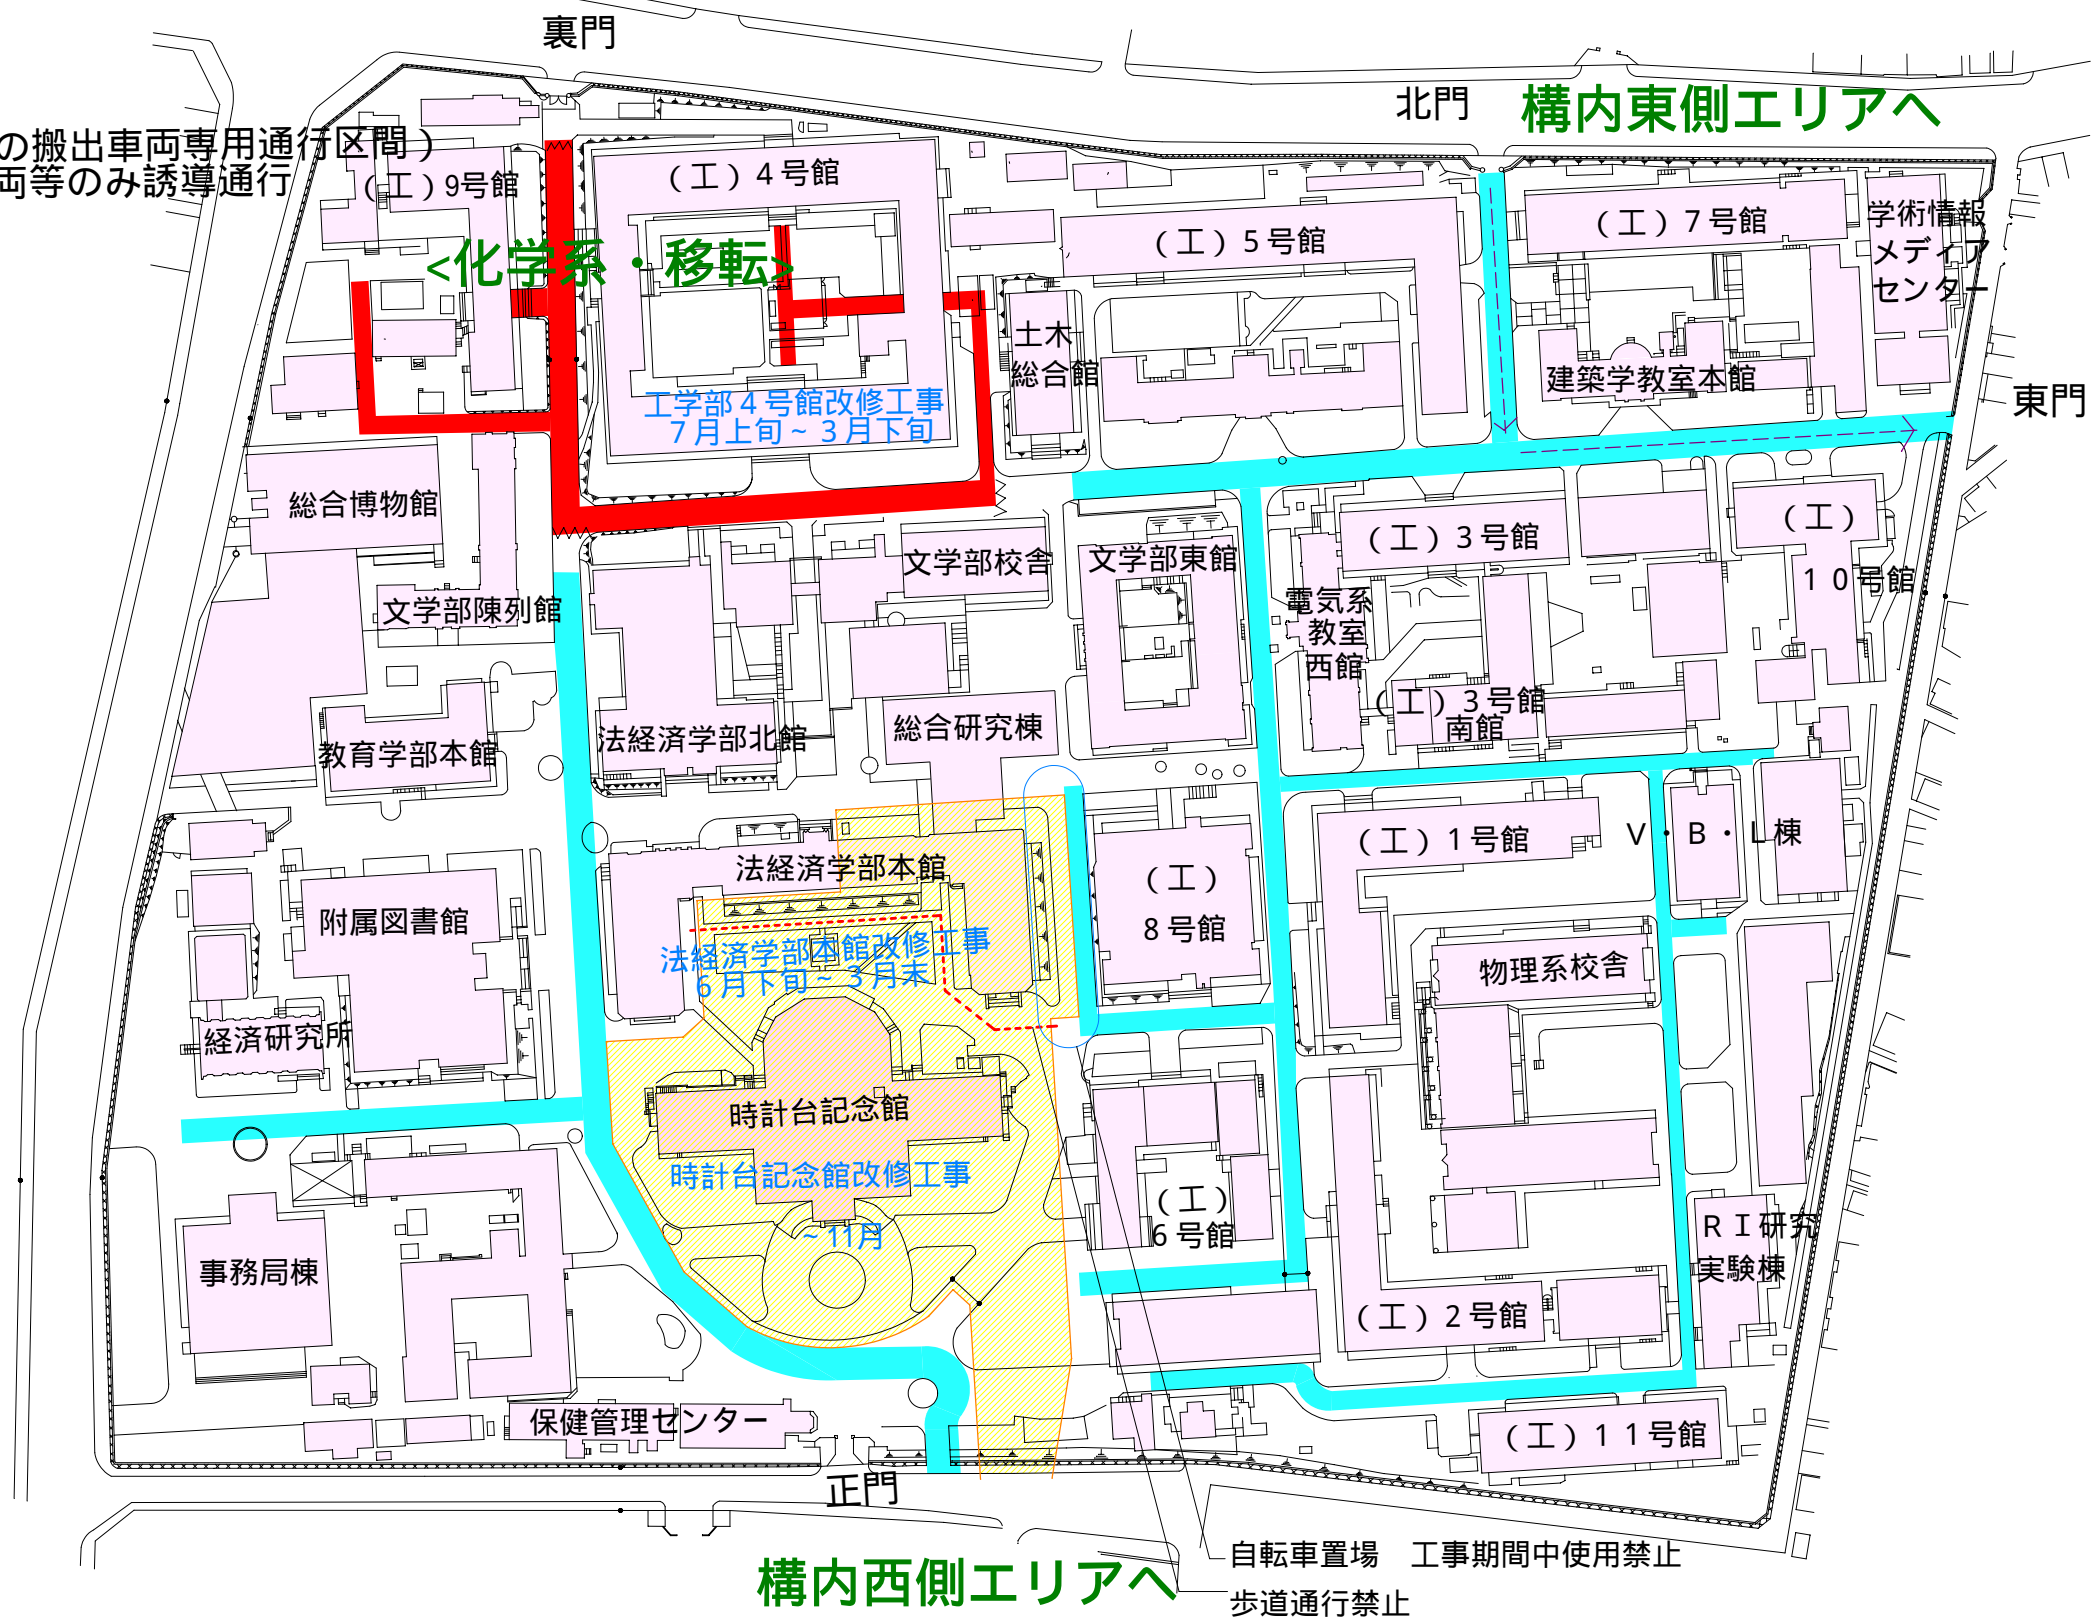 裏門
北門
構内東側エリアへ
の搬出車両専用通行区間）
両等のみ誘導通行
（工）9号館
（工）４号館
（工）５号館
（工）７号館
学術情報
メディア
センター
<化学系・移転>
土木
総合館
建築学教室本館
東門
工学部４号館改修工事
７月上旬～３月下旬
総合博物館
文学部校舎
文学部東館
（工）３号館
（工）
１０号館
文学部陳列館
電気系
教室
西館
（工）３号館
南館
教育学部本館
法経済学部北館
総合研究棟
法経済学部本館
（工）
８号館
（工）１号館
Ｖ・Ｂ・Ｌ棟
附属図書館
法経済学部本館改修工事
６月下旬～３月末
物理系校舎
経済研究所
時計台記念館
時計台記念館改修工事
～11月
（工）
６号館
ＲＩ研究
実験棟
事務局棟
（工）２号館
保健管理センター
（工）１１号館
正門
構内西側エリアへ
自転車置場　工事期間中使用禁止
歩道通行禁止